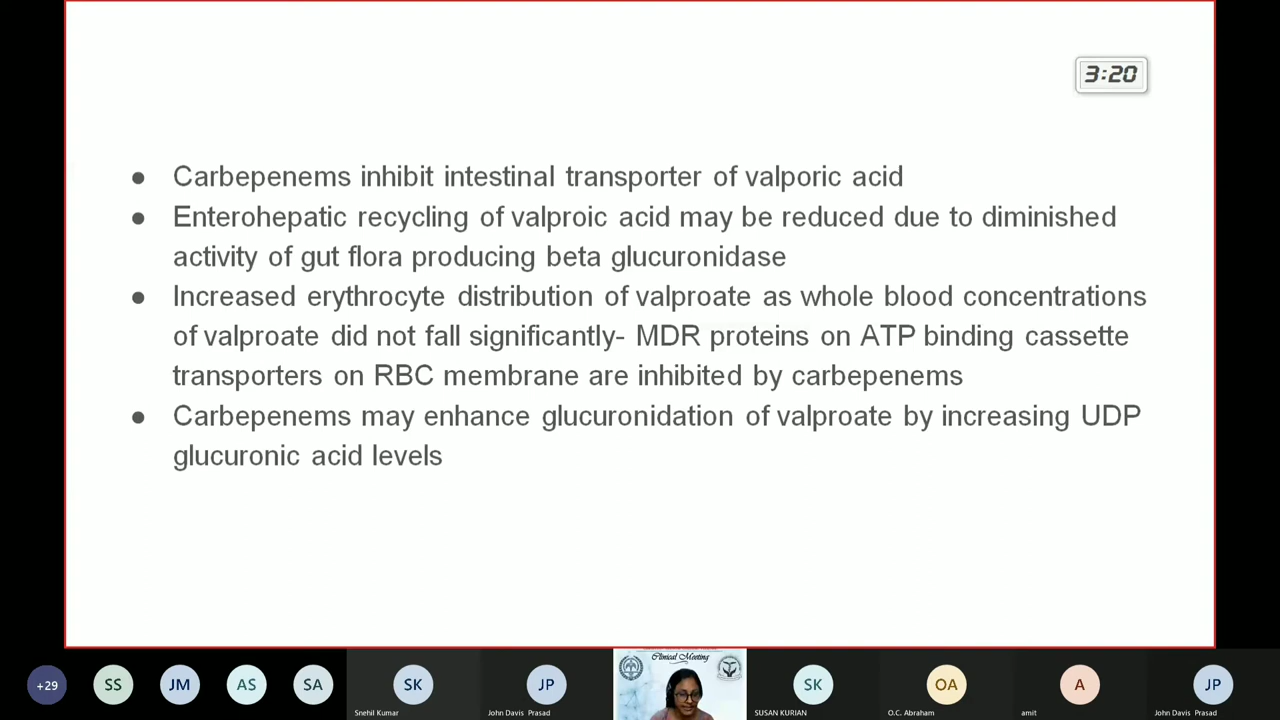 3:20
● Carbepenems inhibit intestinal transporter of valporic acid
● Enterohepatic recycling of valproic acid may be reduced due to diminished
activity of gut flora producing beta glucuronidase
● Increased erythrocyte distribution of valproate as whole blood concentrations
of valproate did not fall significantly- MDR proteins on ATP binding cassette
transporters on RBC membrane are inhibited by carbepenems
● Carbepenems may enhance glucuronidation of valproate by increasing UDP
glucuronic acid levels
Clinical Meeting
+29 SS JM AS SA SK JP SK OA A JP
Snehil Kumar John Davis Prasad SUSAN KURIAN O.C. Abraham amit John Davis Prasad